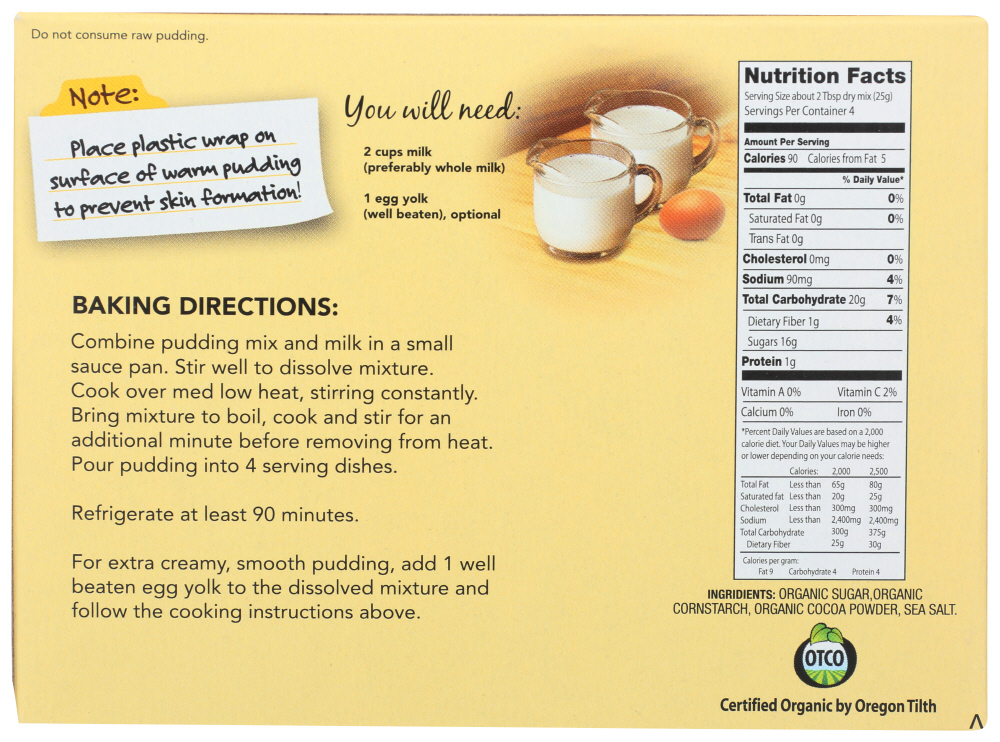 Do not consume raw pudding.
Note:
Place plastic wrap on
surface of warm pudding
to prevent skin formation!
You will need:
2 cups milk
(preferably whole milk)
1 egg yolk
(well beaten), optional
BAKING DIRECTIONS:
Combine pudding mix and milk in a small
sauce pan. Stir well to dissolve mixture.
Cook over med low heat, stirring constantly.
Bring mixture to boil, cook and stir for an
additional minute before removing from heat.
Pour pudding into 4 serving dishes.
Refrigerate at least 90 minutes.
For extra creamy, smooth pudding, add 1 well
beaten egg yolk to the dissolved mixture and
follow the cooking instructions above.
Nutrition Facts
Serving Size about 2 Tbsp dry mix (25g)
Servings Per Container 4
Amount Per Serving
Calories 90 Calories from Fat 5
% Daily Value*
Total Fat 0g 0%
Saturated Fat 0g 0%
Trans Fat 0g
Cholesterol 0mg 0%
Sodium 90mg 4%
Total Carbohydrate 20g 7%
Dietary Fiber 1g 4%
Sugars 16g
Protein 1g
Vitamin A 0% Vitamin C 2%
Calcium 0% Iron 0%
*Percent Daily Values are based on a 2,000
calorie diet. Your Daily Values may be higher
or lower depending on your calorie needs:
Calories: 2,000 2,500
Total Fat Less than 65g 80g
Saturated fat Less than 20g 25g
Cholesterol Less than 300mg 300mg
Sodium Less than 2,400mg 2,400mg
Total Carbohydrate 300g 375g
Dietary Fiber 25g 30g
Calories per gram:
Fat 9 Carbohydrate 4 Protein 4
INGRIDIENTS: ORGANIC SUGAR,ORGANIC
CORNSTARCH, ORGANIC COCOA POWDER, SEA SALT.
OTCO
Certified Organic by Oregon Tilth